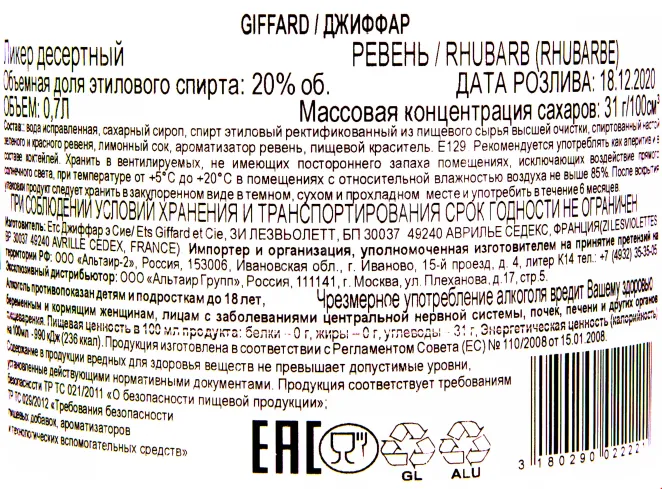 GIFFARD / ДЖИФФАР
Ликер десертный РЕВЕНЬ / RHUBARB (RHUBARBE)
Объемная доля этилового спирта: 20% об. ДАТА РОЗЛИВА: 18.12.2020
ОБЪЕМ: 0,7Л Массовая концентрация сахаров: 31 г/100см³
Состав: вода исправленная, сахарный сироп, спирт этиловый ректификованный из пищевого сырья высшей очистки, спиртованный настой
зеленого и красного ревеня, лимонный сок, ароматизатор ревень, пищевой краситель. Е129. Рекомендуется употреблять как аперитив и в
составе коктейлей. Хранить в вентилируемых, не имеющих постороннего запаха помещениях, исключающих воздействие прямого
солнечного света, при температуре от +5°С до +20°С в помещениях с относительной влажностью воздуха не выше 85%. После вскрытия
упаковки продукт следует хранить в закупоренном виде в темном, сухом и прохладном месте и употребить в течение 6 месяцев.
ПРИ СОБЛЮДЕНИИ УСЛОВИЙ ХРАНЕНИЯ И ТРАНСПОРТИРОВАНИЯ СРОК ГОДНОСТИ НЕ ОГРАНИЧЕН
Изготовитель: Етс Джиффар э Сие/ Ets Giffard et Cie, ЗИ ЛЕЗВЬОЛЕТТ, БП 30037 49240 АВРИЛЬЕ СЕДЕКС, ФРАНЦИЯ(ZI LES VIOLETTES
BP 30037 49240 AVRILLE CEDEX, FRANCE) Импортер и организация, уполномоченная изготовителем на принятие претензий на
территории РФ: ООО «Альтаир-2», Россия, 153006, Ивановская обл., г. Иваново, 15-й проезд, д. 4, литер К14 тел.: +7 (4932) 35-35-05
Эксклюзивный дистрибьютор: ООО «Альтаир Групп», Россия, 111141, г. Москва, ул. Плеханова, д.17, стр.5.
Алкоголь противопоказан детям и подросткам до 18 лет, Чрезмерное употребление алкоголя вредит Вашему здоровью
беременным и кормящим женщинам, лицам с заболеваниями центральной нервной системы, почек, печени и других органов
пищеварения. Пищевая ценность в 100 мл продукта: белки – 0 г, жиры – 0 г, углеводы - 31 г, Энергетическая ценность (калорийность)
на 100мл - 990 кДж (236 ккал). Продукция изготовлена в соответствии с Регламентом Совета (ЕС) № 110/2008 от 15.01.2008.
Содержание в продукции вредных для здоровья веществ не превышает допустимые уровни,
установленные действующими нормативными документами. Продукция соответствует требованиям
безопасности ТР ТС 021/2011 «О безопасности пищевой продукции»;
ТР ТС 029/2012 «Требования безопасности
пищевых добавок, ароматизаторов
и технологических вспомогательных средств»
EAC
GL ALU
3 180290 02222